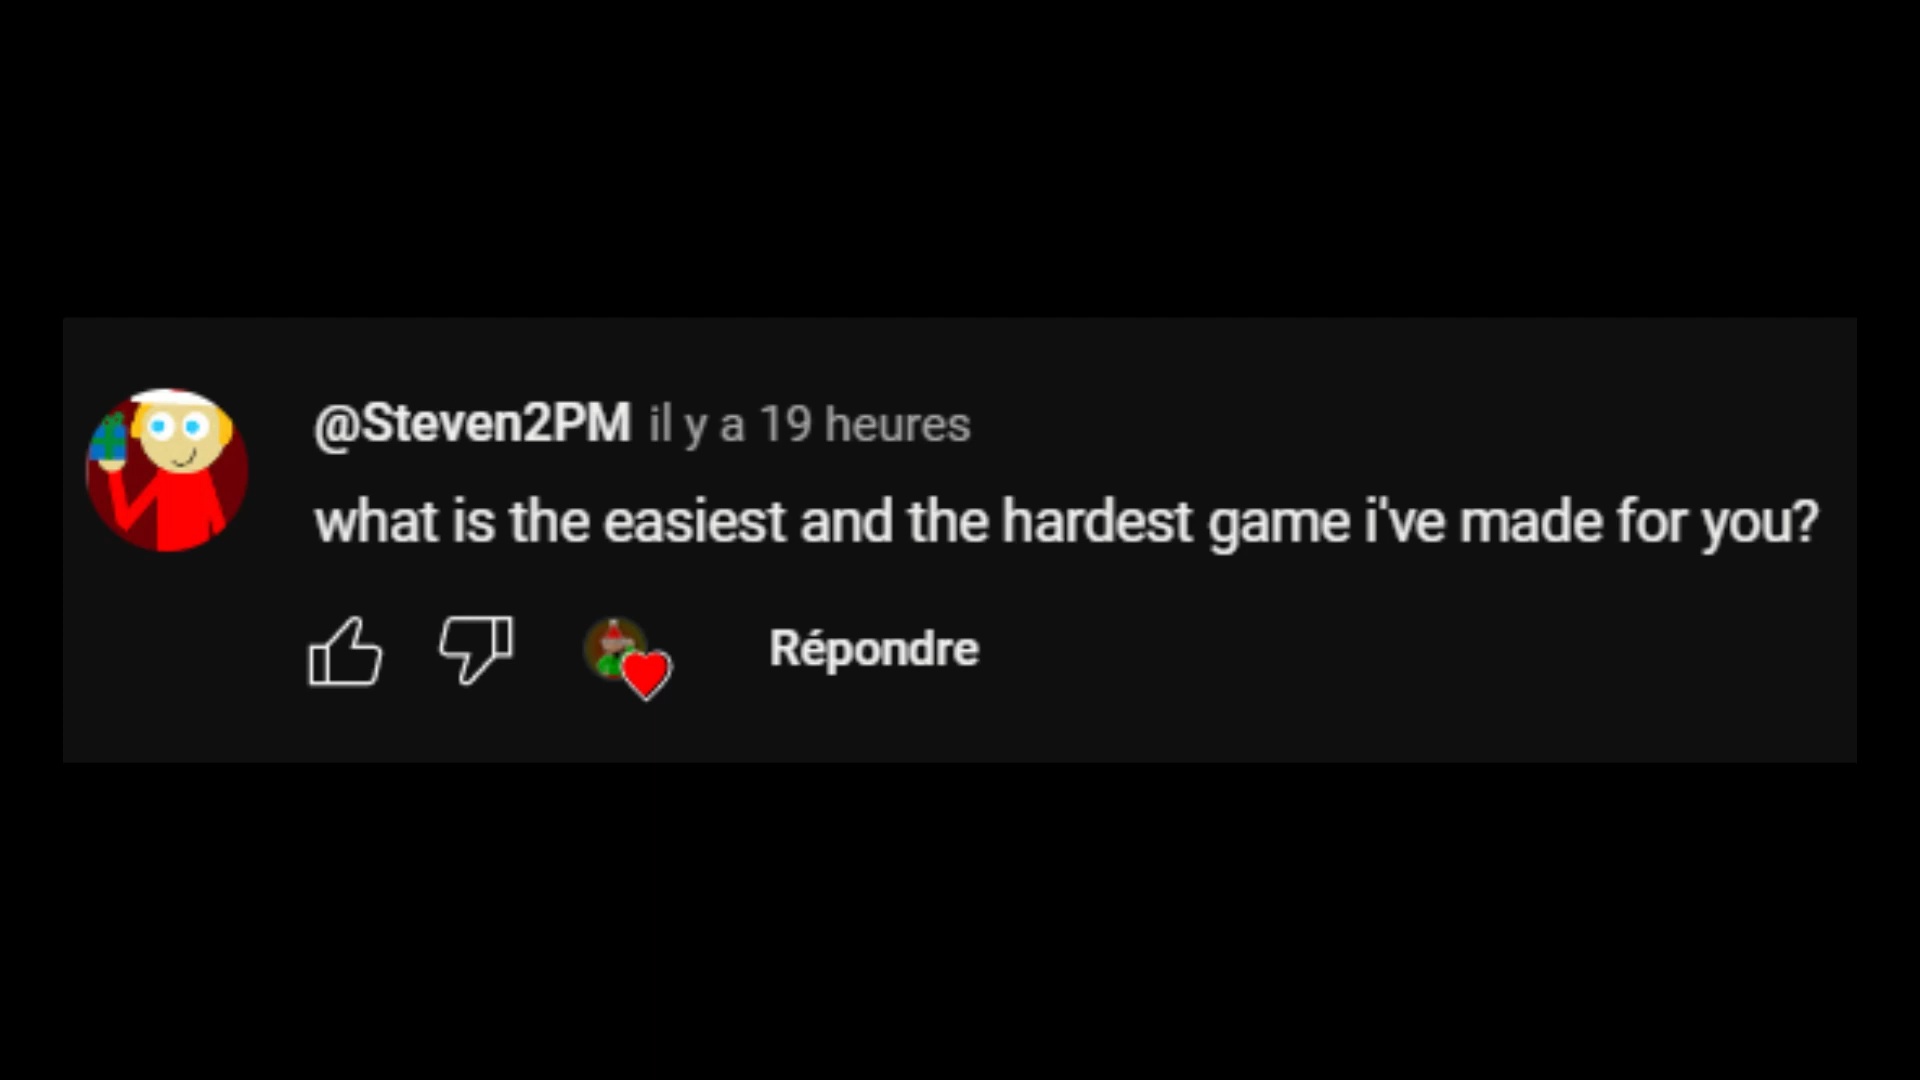 @Steven2PM il y a 19 heures
what is the easiest and the hardest game i've made for you?
Répondre